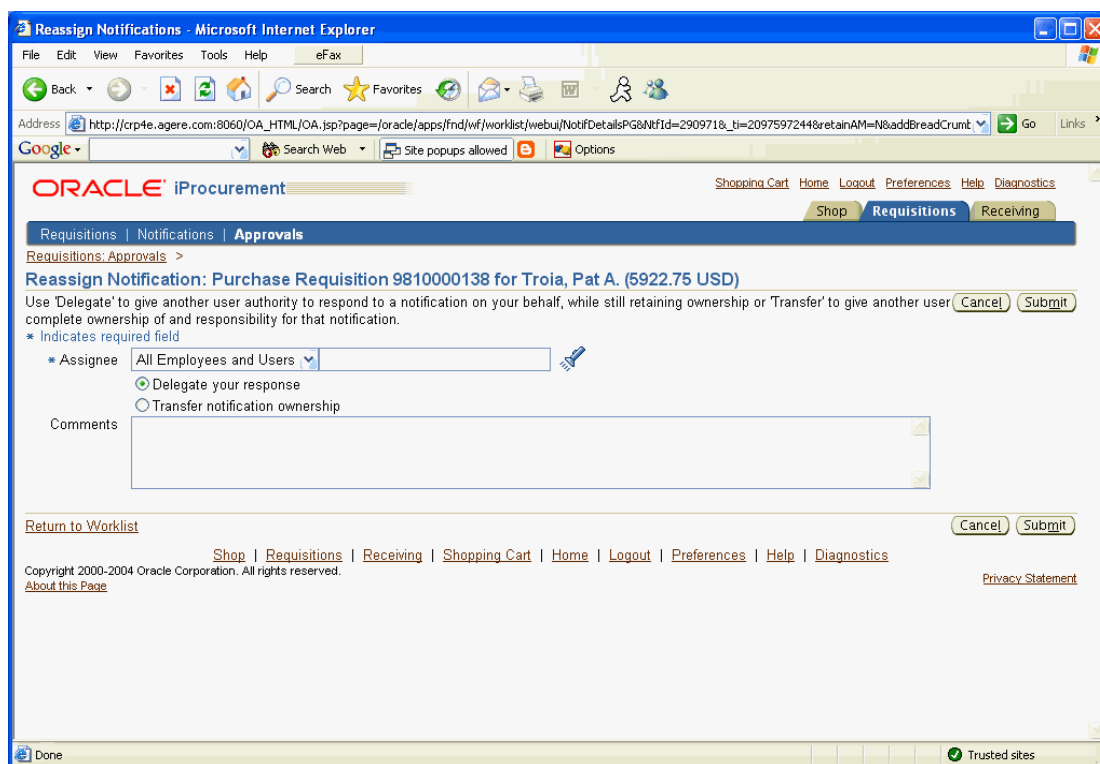 Reassign Notifications - Microsoft Internet Explorer
File Edit View Favorites Tools Help eFax
Back Search Favorites
Address http://crp4e.agere.com:8060/OA_HTML/OA.jsp?page=/oracle/apps/fnd/wf/worklist/webui/NotifDetailsPG&NtfId=290971&_ti=2097597244&retainAM=N&addBreadCrumt Go Links
Google Search Web Site popups allowed Options
ORACLE iProcurement
Shopping Cart Home Logout Preferences Help Diagnostics
Shop Requisitions Receiving
Requisitions | Notifications | Approvals
Requisitions: Approvals >
Reassign Notification: Purchase Requisition 9810000138 for Troia, Pat A. (5922.75 USD)
Use 'Delegate' to give another user authority to respond to a notification on your behalf, while still retaining ownership or 'Transfer' to give another user Cancel Submit
complete ownership of and responsibility for that notification.
* Indicates required field
* Assignee All Employees and Users
Delegate your response
Transfer notification ownership
Comments
Return to Worklist Cancel Submit
Shop | Requisitions | Receiving | Shopping Cart | Home | Logout | Preferences | Help | Diagnostics
Copyright 2000-2004 Oracle Corporation. All rights reserved.
About this Page Privacy Statement
Done Trusted sites